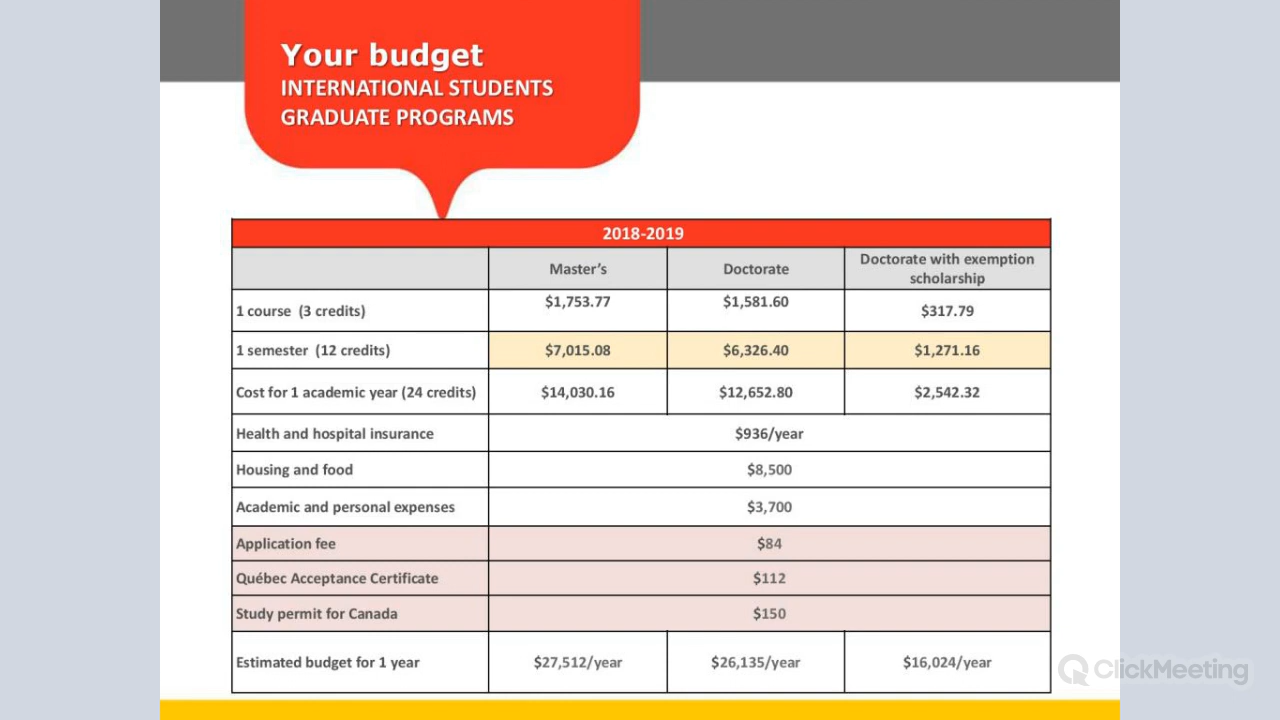 Your budget
INTERNATIONAL STUDENTS
GRADUATE PROGRAMS
2018-2019
Master's Doctorate Doctorate with exemption
scholarship
1 course (3 credits) $1,753.77 $1,581.60 $317.79
1 semester (12 credits) $7,015.08 $6,326.40 $1,271.16
Cost for 1 academic year (24 credits) $14,030.16 $12,652.80 $2,542.32
Health and hospital insurance $936/year
Housing and food $8,500
Academic and personal expenses $3,700
Application fee $84
Québec Acceptance Certificate $112
Study permit for Canada $150
Estimated budget for 1 year $27,512/year $26,135/year $16,024/year
ClickMeeting